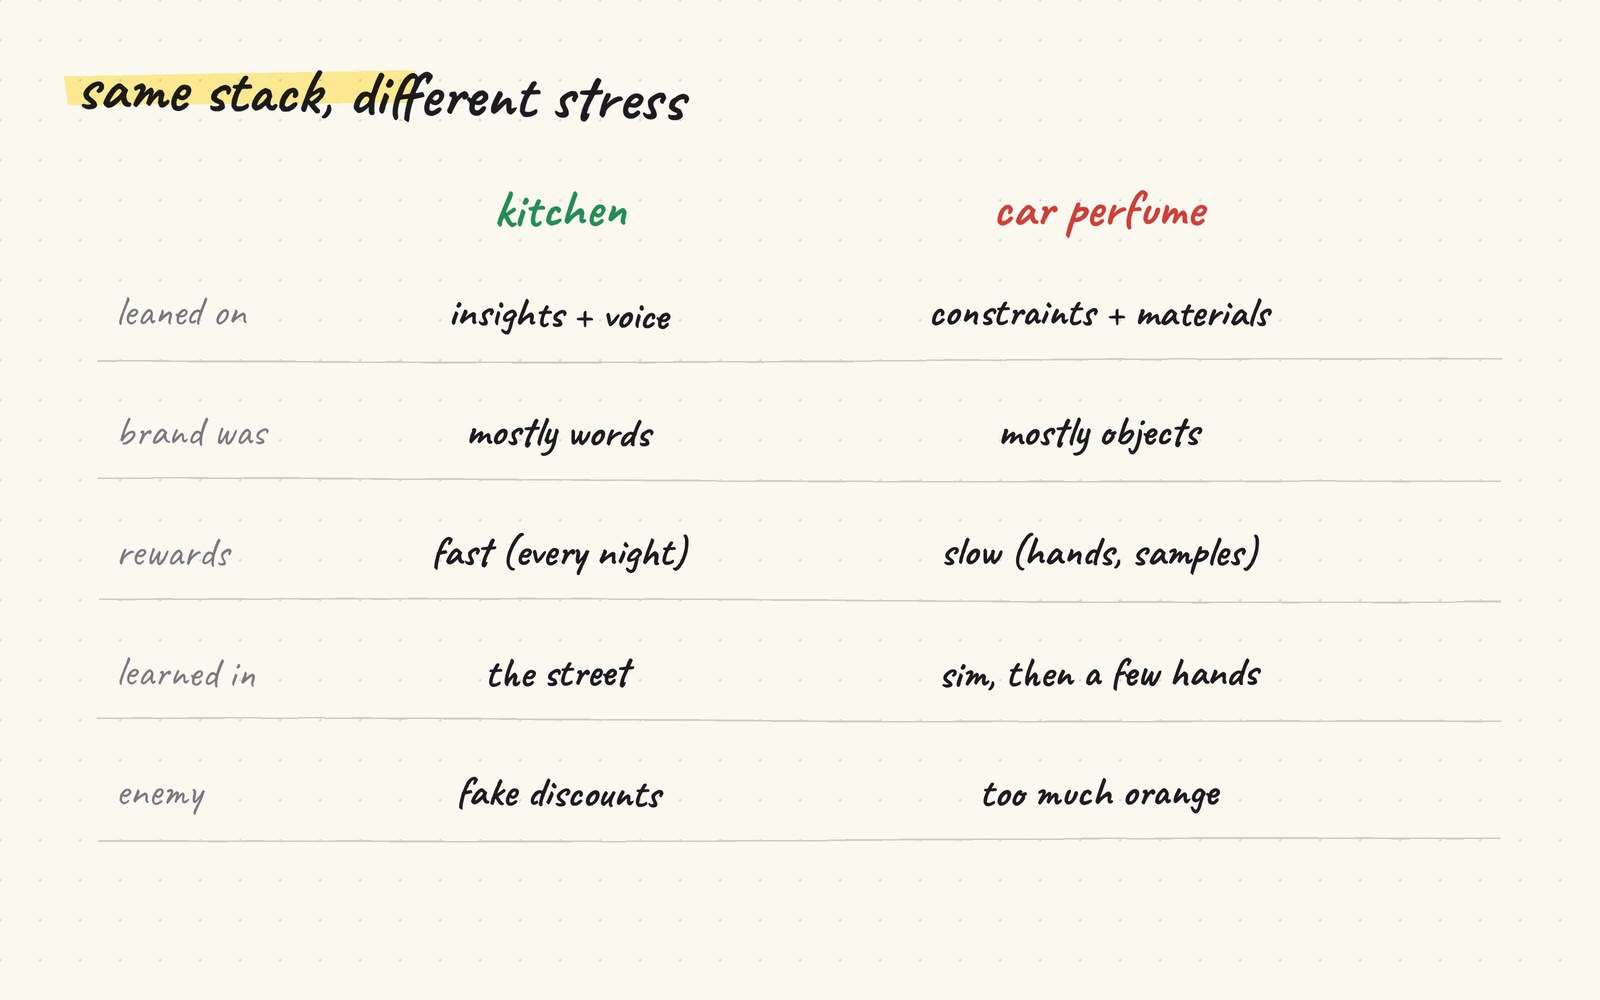 same stack, different stress
kitchen car perfume
leaned on insights + voice constraints + materials
brand was mostly words mostly objects
rewards fast (every night) slow (hands, samples)
learned in the street sim, then a few hands
enemy fake discounts too much orange